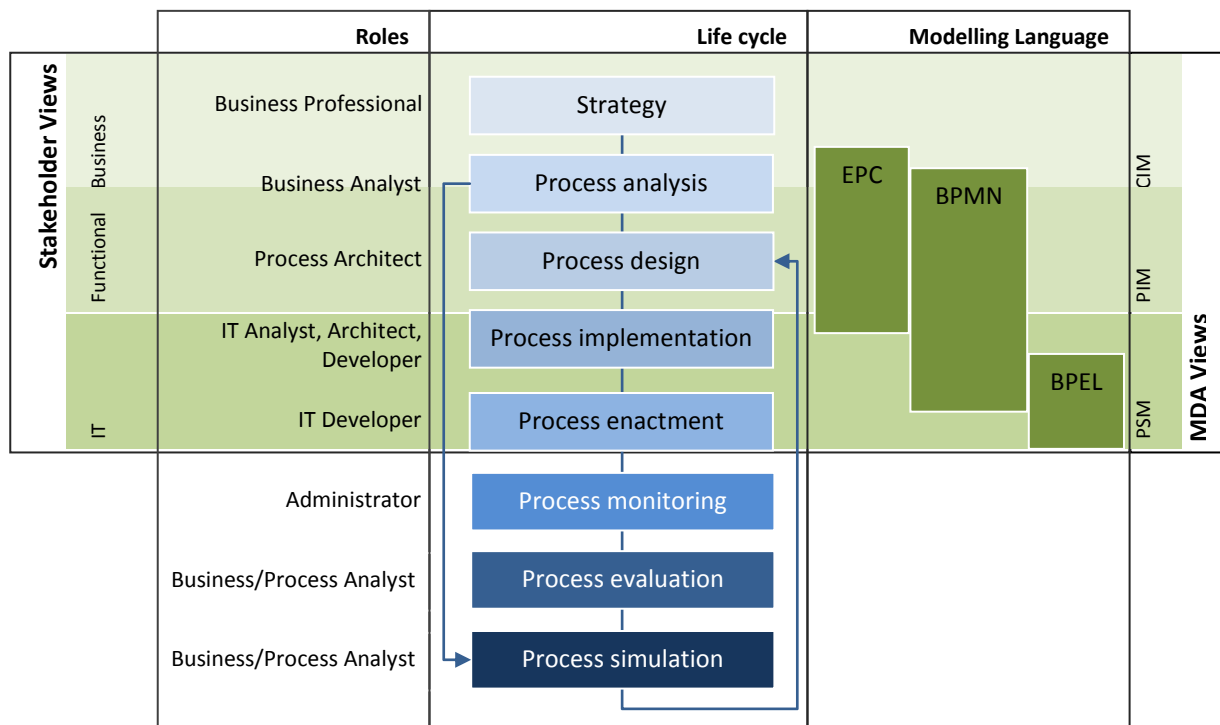 Roles
Life cycle
Modelling Language
Stakeholder Views
Business
Functional
IT
Business Professional
Business Analyst
Process Architect
IT Analyst, Architect,
Developer
IT Developer
Administrator
Business/Process Analyst
Business/Process Analyst
Strategy
Process analysis
Process design
Process implementation
Process enactment
Process monitoring
Process evaluation
Process simulation
EPC
BPMN
BPEL
CIM
PIM
PSM
MDA Views